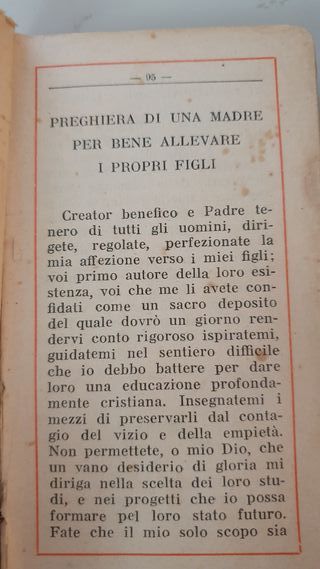 — 95 —
PREGHIERA DI UNA MADRE
PER BENE ALLEVARE
I PROPRI FIGLI
Creator benefico e Padre te-
nero di tutti gli uomini, diri-
gete, regolate, perfezionate la
mia affezione verso i miei figli;
voi primo autore della loro esi-
stenza, voi che me li avete con-
fidati come un sacro deposito
del quale dovrò un giorno ren-
dervi conto rigoroso ispiratemi,
guidatemi nel sentiero difficile
che io debbo battere per dare
loro una educazione profonda-
mente cristiana. Insegnatemi i
mezzi di preservarli dal conta-
gio del vizio e della empietà.
Non permettete, o mio Dio, che
un vano desiderio di gloria mi
diriga nella scelta dei loro stu-
di, e nei progetti che io possa
formare pel loro stato futuro.
Fate che il mio solo scopo sia